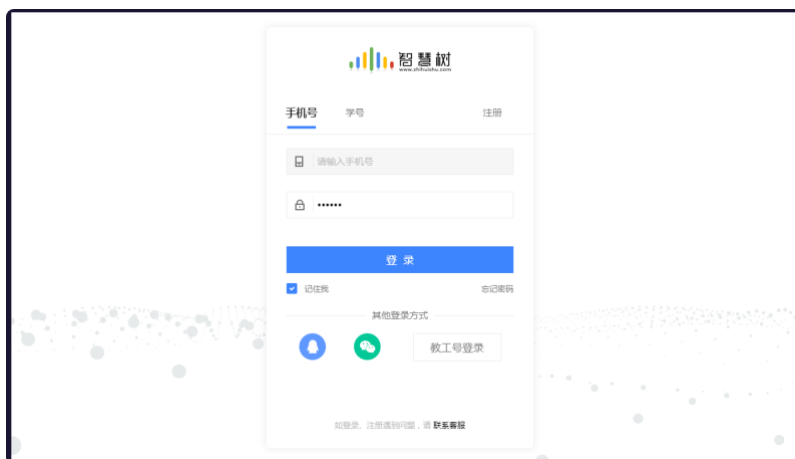 智慧树
www.zhihuishu.com
手机号 学号 注册
请输入手机号
••••••
登 录
记住我 忘记密码
其他登录方式
教工号登录
如登录、注册遇到问题，请 联系客服